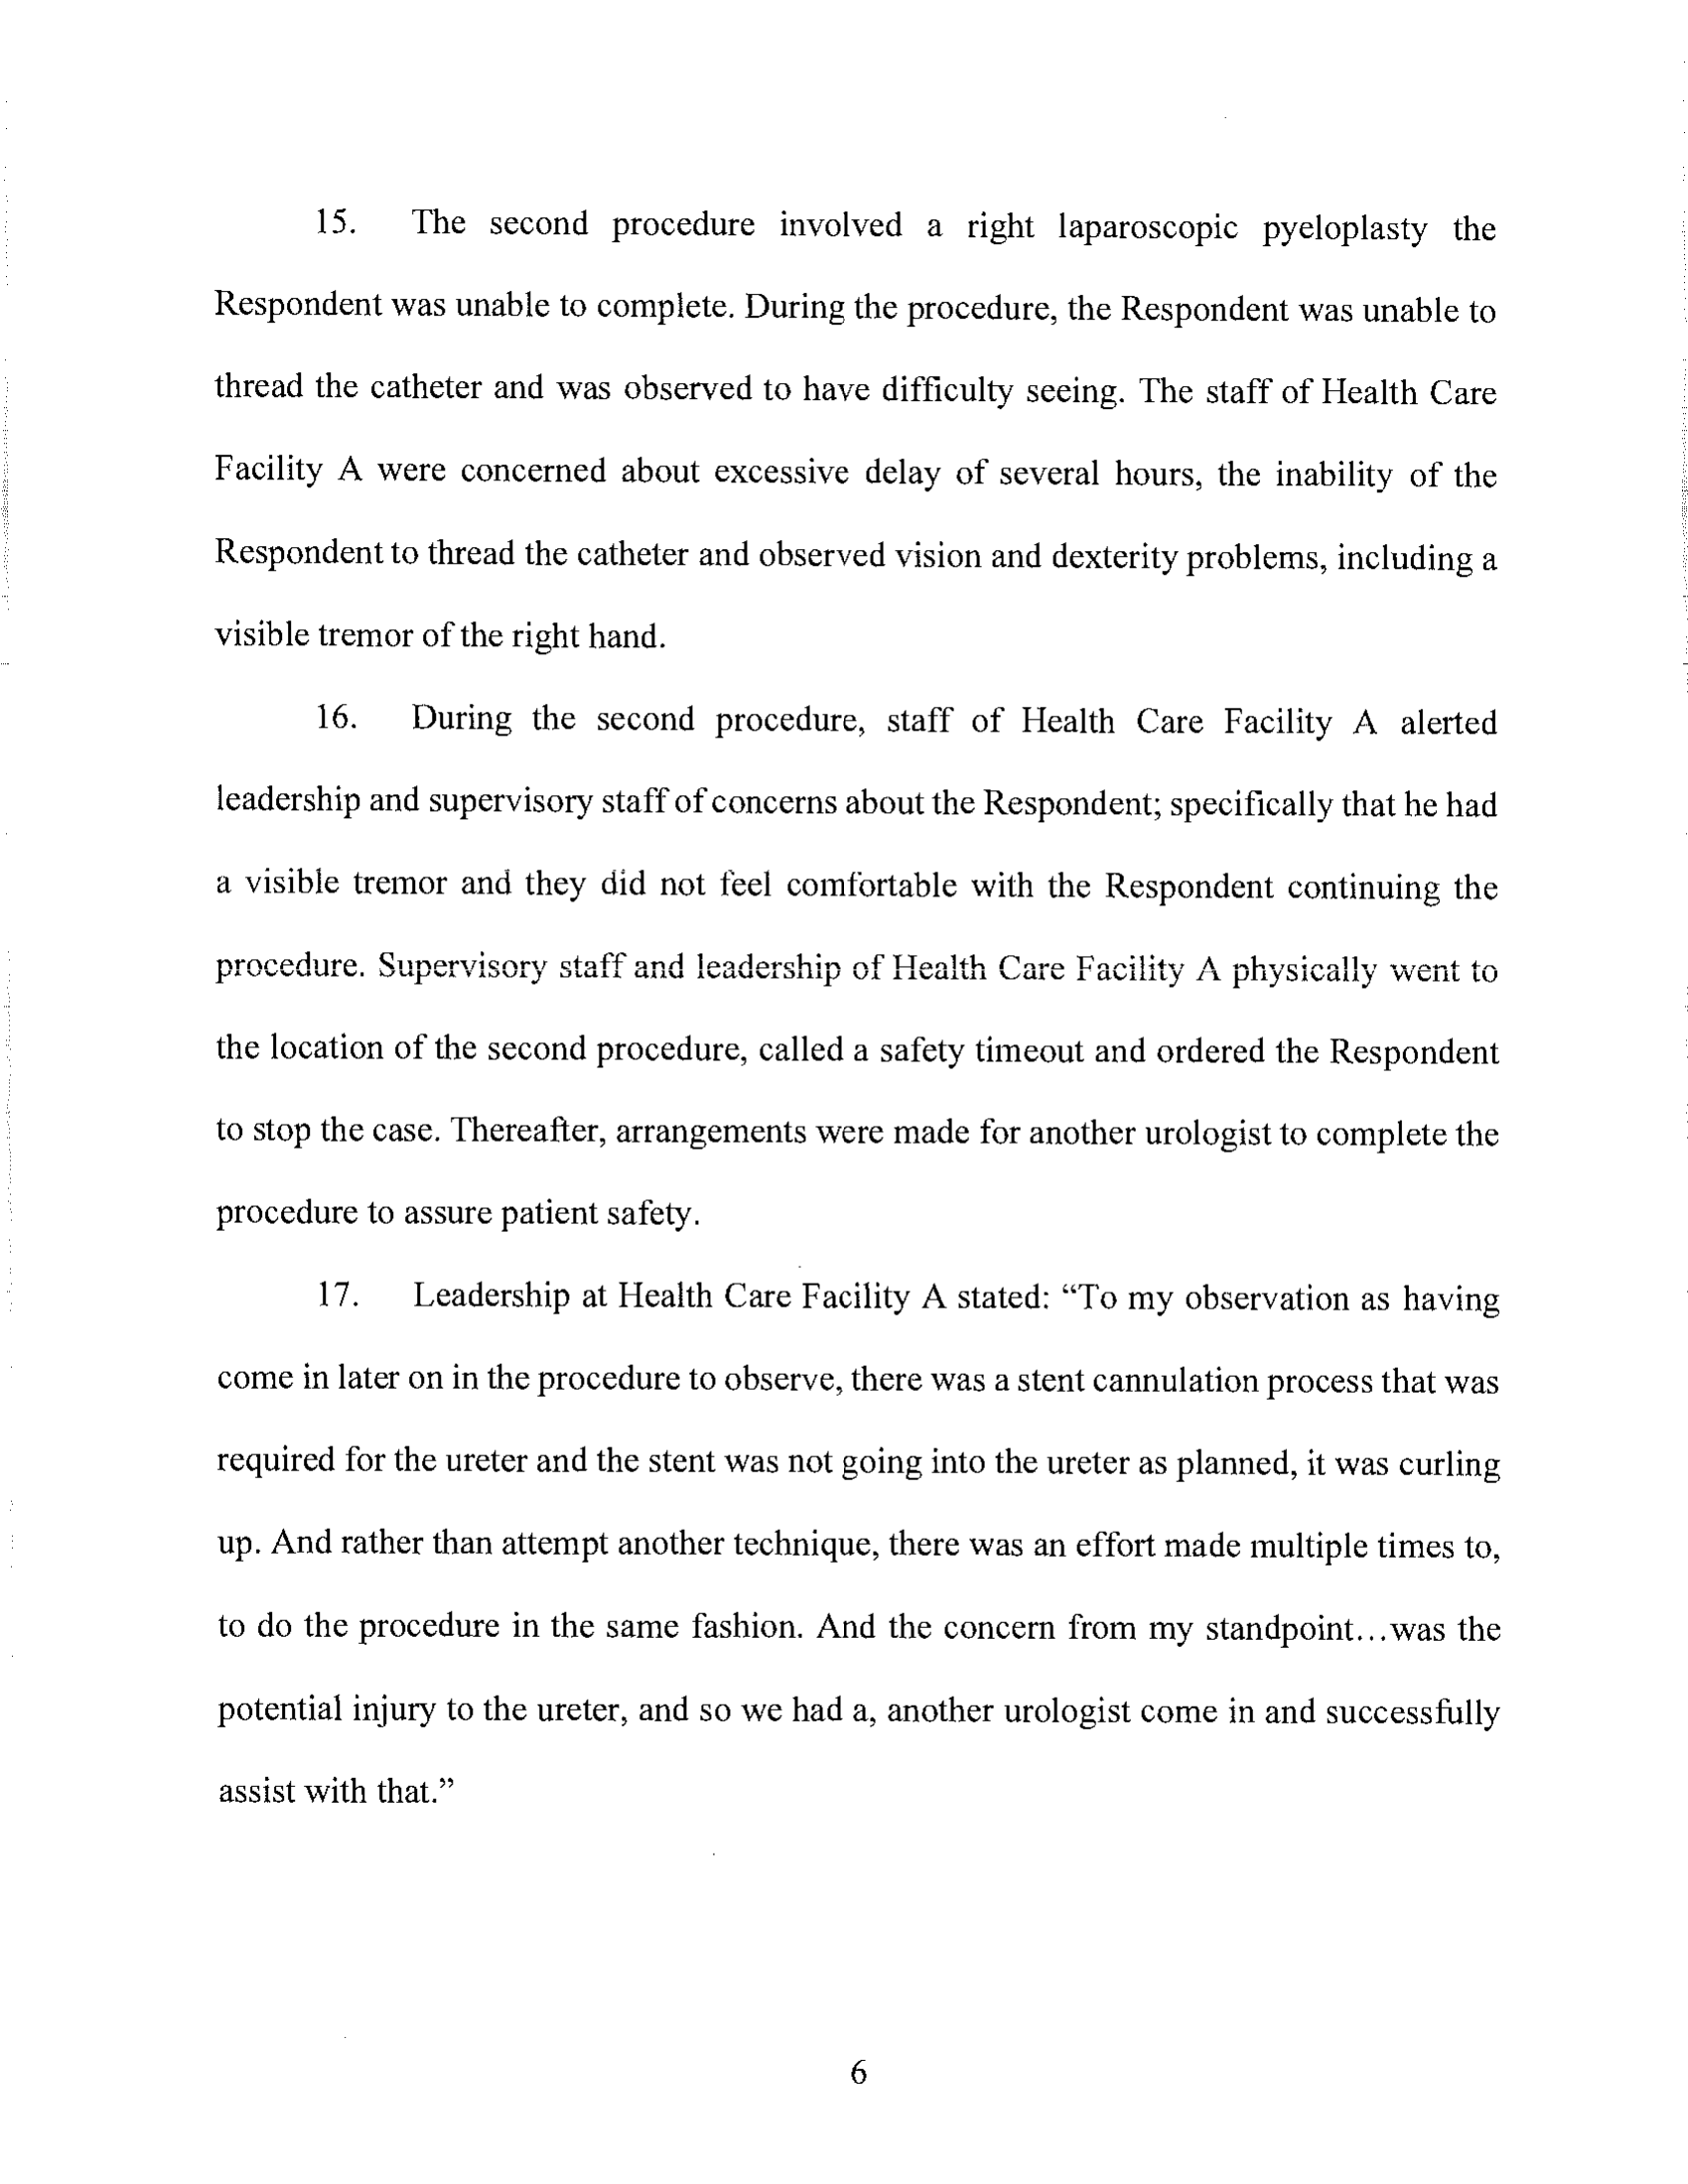 15. The second procedure involved a right laparoscopic pyeloplasty the
Respondent was unable to complete. During the procedure, the Respondent was unable to
thread the catheter and was observed to have difficulty seeing. The staff of Health Care
Facility A were concerned about excessive delay of several hours, the inability of the
Respondent to thread the catheter and observed vision and dexterity problems, including a
visible tremor of the right hand.
16. During the second procedure, staff of Health Care Facility A alerted
leadership and supervisory staff of concerns about the Respondent; specifically that he had
a visible tremor and they did not feel comfortable with the Respondent continuing the
procedure. Supervisory staff and leadership of Health Care Facility A physically went to
the location of the second procedure, called a safety timeout and ordered the Respondent
to stop the case. Thereafter, arrangements were made for another urologist to complete the
procedure to assure patient safety.
17. Leadership at Health Care Facility A stated: “To my observation as having
come in later on in the procedure to observe, there was a stent cannulation process that was
required for the ureter and the stent was not going into the ureter as planned, it was curling
up. And rather than attempt another technique, there was an effort made multiple times to,
to do the procedure in the same fashion. And the concern from my standpoint...was the
potential injury to the ureter, and so we had a, another urologist come in and successfully
assist with that.”
6